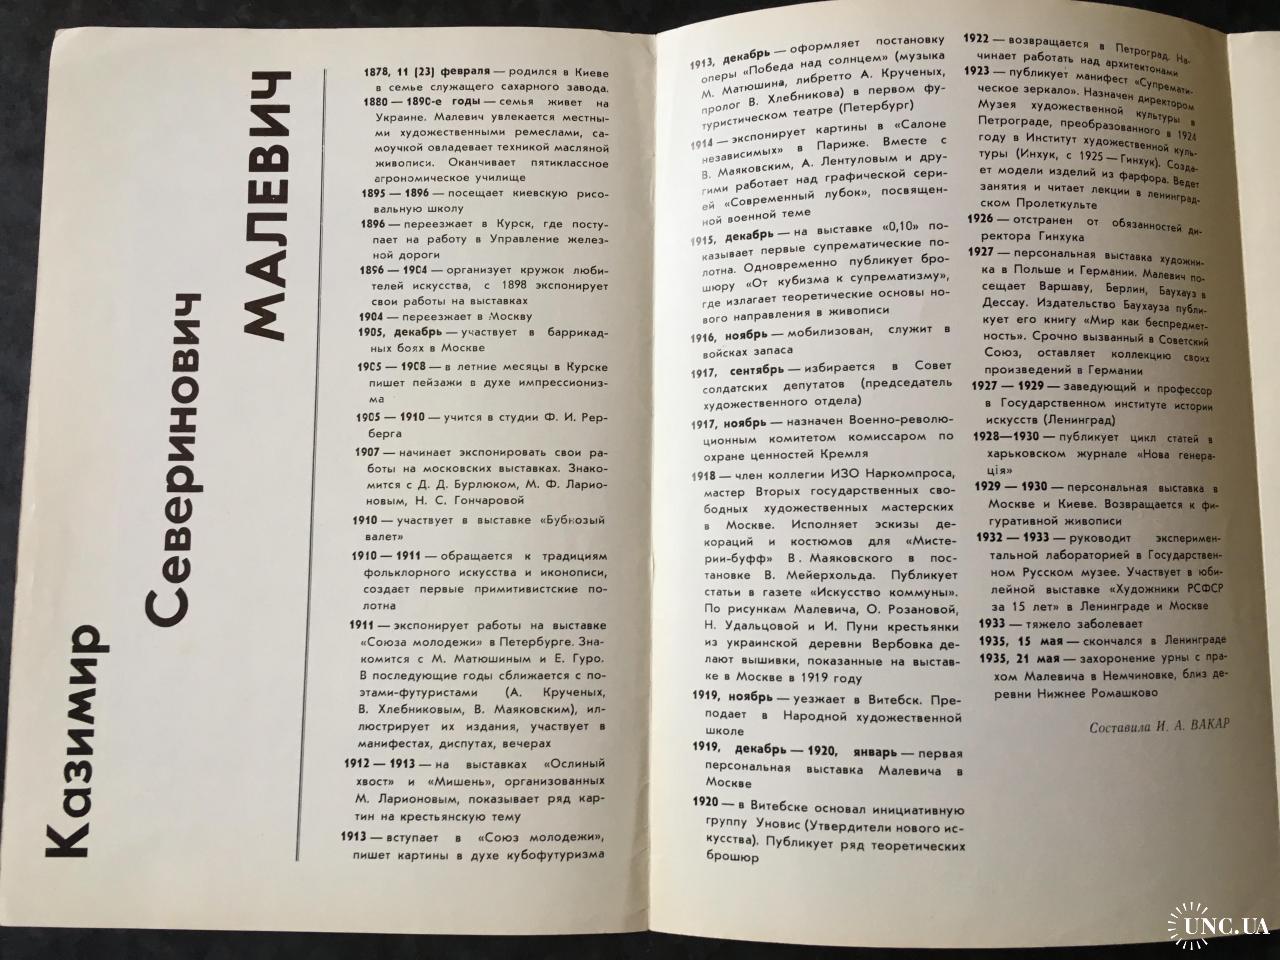 Казимир
Северинович
МАЛЕВИЧ
1878, 11 (23) февраля — родился в Киеве
в семье служащего сахарного завода.
1880 — 1890-е годы — семья живет на
Украине. Малевич увлекается местны-
ми художественными ремеслами, са-
моучкой овладевает техникой масляной
живописи. Оканчивает пятиклассное
агрономическое училище
1895 — 1896 — посещает киевскую рисо-
вальную школу
1896 — переезжает в Курск, где посту-
пает на работу в Управление желез-
ной дороги
1896 — 1904 — организует кружок люби-
телей искусства, с 1898 экспонирует
свои работы на выставках
1904 — переезжает в Москву
1905, декабрь — участвует в баррикад-
ных боях в Москве
1905 — 1908 — в летние месяцы в Курске
пишет пейзажи в духе импрессиониз-
ма
1905 — 1910 — учится в студии Ф. И. Рер-
берга
1907 — начинает экспонировать свои ра-
боты на московских выставках. Знако-
мится с Д. Д. Бурлюком, М. Ф. Ларио-
новым, Н. С. Гончаровой
1910 — участвует в выставке «Бубновый
валет»
1910 — 1911 — обращается к традициям
фольклорного искусства и иконописи,
создает первые примитивистские по-
лотна
1911 — экспонирует работы на выставке
«Союза молодежи» в Петербурге. Зна-
комится с М. Матюшиным и Е. Гуро.
В последующие годы сближается с по-
этами-футуристами (А. Крученых,
В. Хлебниковым, В. Маяковским), ил-
люстрирует их издания, участвует в
манифестах, диспутах, вечерах
1912 — 1913 — на выставках «Ослиный
хвост» и «Мишень», организованных
М. Ларионовым, показывает ряд кар-
тин на крестьянскую тему
1913 — вступает в «Союз молодежи»,
пишет картины в духе кубофутуризма
1913, декабрь — оформляет постановку
оперы «Победа над солнцем» (музыка
М. Матюшина, либретто А. Крученых,
пролог В. Хлебникова) в первом фу-
туристическом театре (Петербург)
1914 — экспонирует картины в «Салоне
независимых» в Париже. Вместе с
В. Маяковским, А. Лентуловым и дру-
гими работает над графической сери-
ей «Современный лубок», посвящен-
ной военной теме
1915, декабрь — на выставке «0,10» по-
казывает первые супрематические по-
лотна. Одновременно публикует бро-
шюру «От кубизма к супрематизму»,
где излагает теоретические основы но-
вого направления в живописи
1916, ноябрь — мобилизован, служит в
войсках запаса
1917, сентябрь — избирается в Совет
солдатских депутатов (председатель
художественного отдела)
1917, ноябрь — назначен Военно-револю-
ционным комитетом комиссаром по
охране ценностей Кремля
1918 — член коллегии ИЗО Наркомпроса,
мастер Вторых государственных сво-
бодных художественных мастерских
в Москве. Исполняет эскизы де-
кораций и костюмов для «Мисте-
рии-буфф» В. Маяковского в пос-
тановке В. Мейерхольда. Публикует
статьи в газете «Искусство коммуны».
По рисункам Малевича, О. Розановой,
Н. Удальцовой и И. Пуни крестьянки
из украинской деревни Вербовка де-
лают вышивки, показанные на выстав-
ке в Москве в 1919 году
1919, ноябрь — уезжает в Витебск. Пре-
подает в Народной художественной
школе
1919, декабрь — 1920, январь — первая
персональная выставка Малевича в
Москве
1920 — в Витебске основал инициативную
группу Уновис (Утвердители нового ис-
кусства). Публикует ряд теоретических
брошюр
1922 — возвращается в Петроград. На-
чинает работать над архитектонами
1923 — публикует манифест «Супремати-
ческое зеркало». Назначен директором
Музея художественной культуры в
Петрограде, преобразованного в 1924
году в Институт художественной куль-
туры (Инхук, с 1925 — Гинхук). Созда-
ет модели изделий из фарфора. Ведет
занятия и читает лекции в ленинград-
ском Пролеткульте
1926 — отстранен от обязанностей ди-
ректора Гинхука
1927 — персональная выставка художни-
ка в Польше и Германии. Малевич по-
сещает Варшаву, Берлин, Баухауз в
Дессау. Издательство Баухауза публи-
кует его книгу «Мир как беспредмет-
ность». Срочно вызванный в Советский
Союз, оставляет коллекцию своих
произведений в Германии
1927 — 1929 — заведующий и профессор
в Государственном институте истории
искусств (Ленинград)
1928—1930 — публикует цикл статей в
харьковском журнале «Нова генера-
ція»
1929 — 1930 — персональная выставка в
Москве и Киеве. Возвращается к фи-
гуративной живописи
1932 — 1933 — руководит эксперимен-
тальной лабораторией в Государствен-
ном Русском музее. Участвует в юби-
лейной выставке «Художники РСФСР
за 15 лет» в Ленинграде и Москве
1933 — тяжело заболевает
1935, 15 мая — скончался в Ленинграде
1935, 21 мая — захоронение урны с пра-
хом Малевича в Немчиновке, близ де-
ревни Нижнее Ромашково
Составила И. А. ВАКАР
UNC.UA